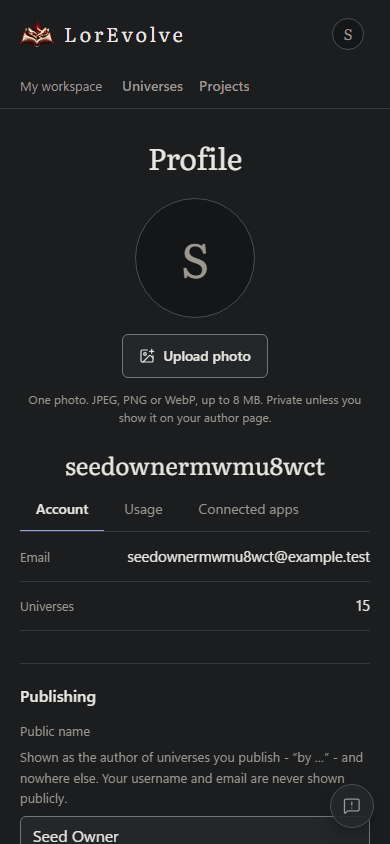 LorEvolve
S
My workspace
Universes
Projects
Profile
S
Upload photo
One photo. JPEG, PNG or WebP, up to 8 MB. Private unless you
show it on your author page.
seedownermwmu8wct
Account
Usage
Connected apps
Email
seedownermwmu8wct@example.test
Universes
15
Publishing
Public name
Shown as the author of universes you publish - “by ...” - and
nowhere else. Your username and email are never shown
publicly.
Seed Owner